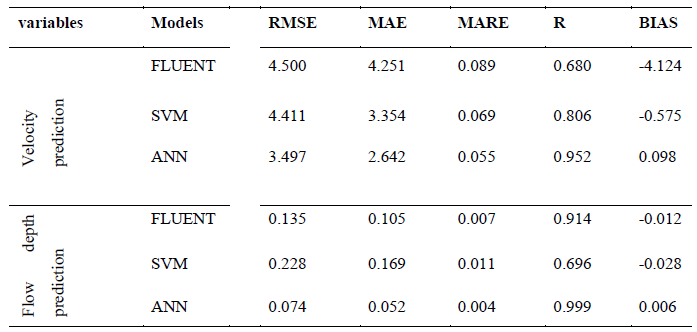 variables Models RMSE MAE MARE R BIAS
Velocity prediction
FLUENT 4.500 4.251 0.089 0.680 -4.124
SVM 4.411 3.354 0.069 0.806 -0.575
ANN 3.497 2.642 0.055 0.952 0.098
Flow depth prediction
FLUENT 0.135 0.105 0.007 0.914 -0.012
SVM 0.228 0.169 0.011 0.696 -0.028
ANN 0.074 0.052 0.004 0.999 0.006